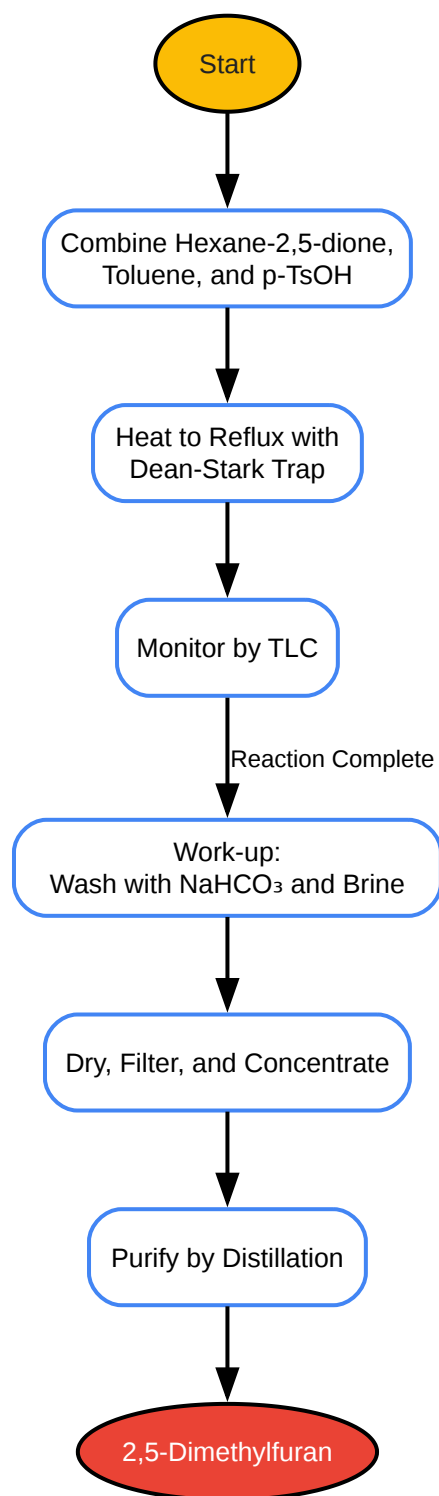 Start
Combine Hexane-2,5-dione,
Toluene, and p-TsOH
Heat to Reflux with
Dean-Stark Trap
Monitor by TLC
Reaction Complete
Work-up:
Wash with NaHCO₃ and Brine
Dry, Filter, and Concentrate
Purify by Distillation
2,5-Dimethylfuran